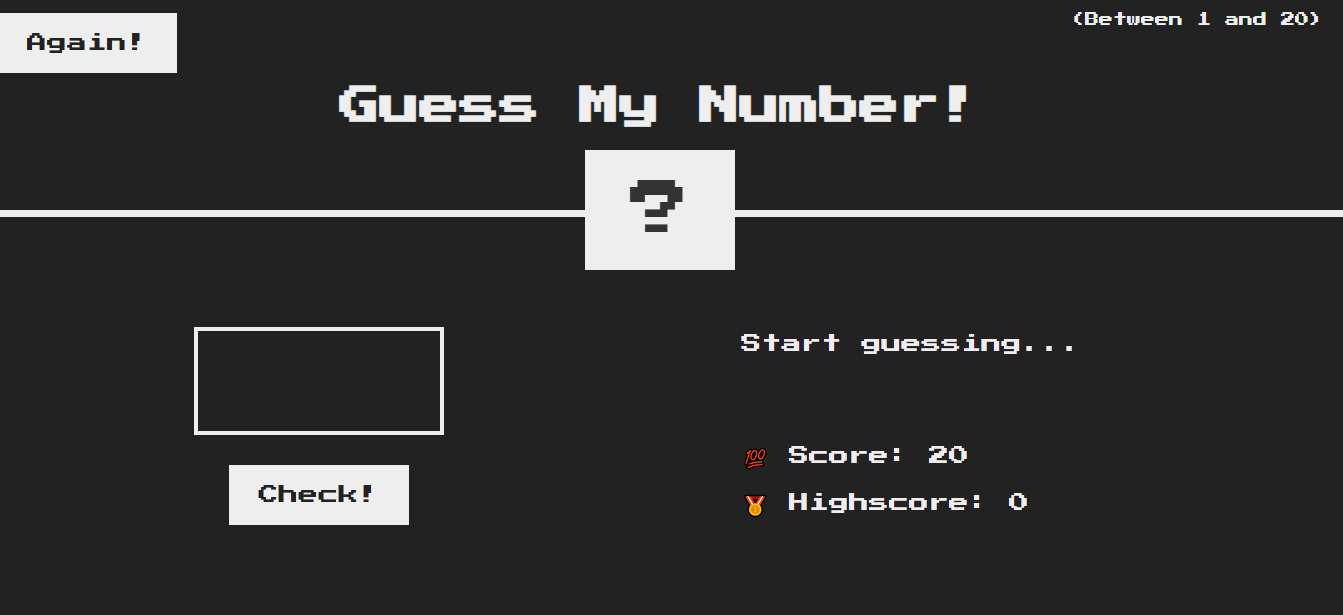 Again!
(Between 1 and 20)
Guess My Number!
?
Start guessing...
Check!
💯 Score: 20
🥇 Highscore: 0